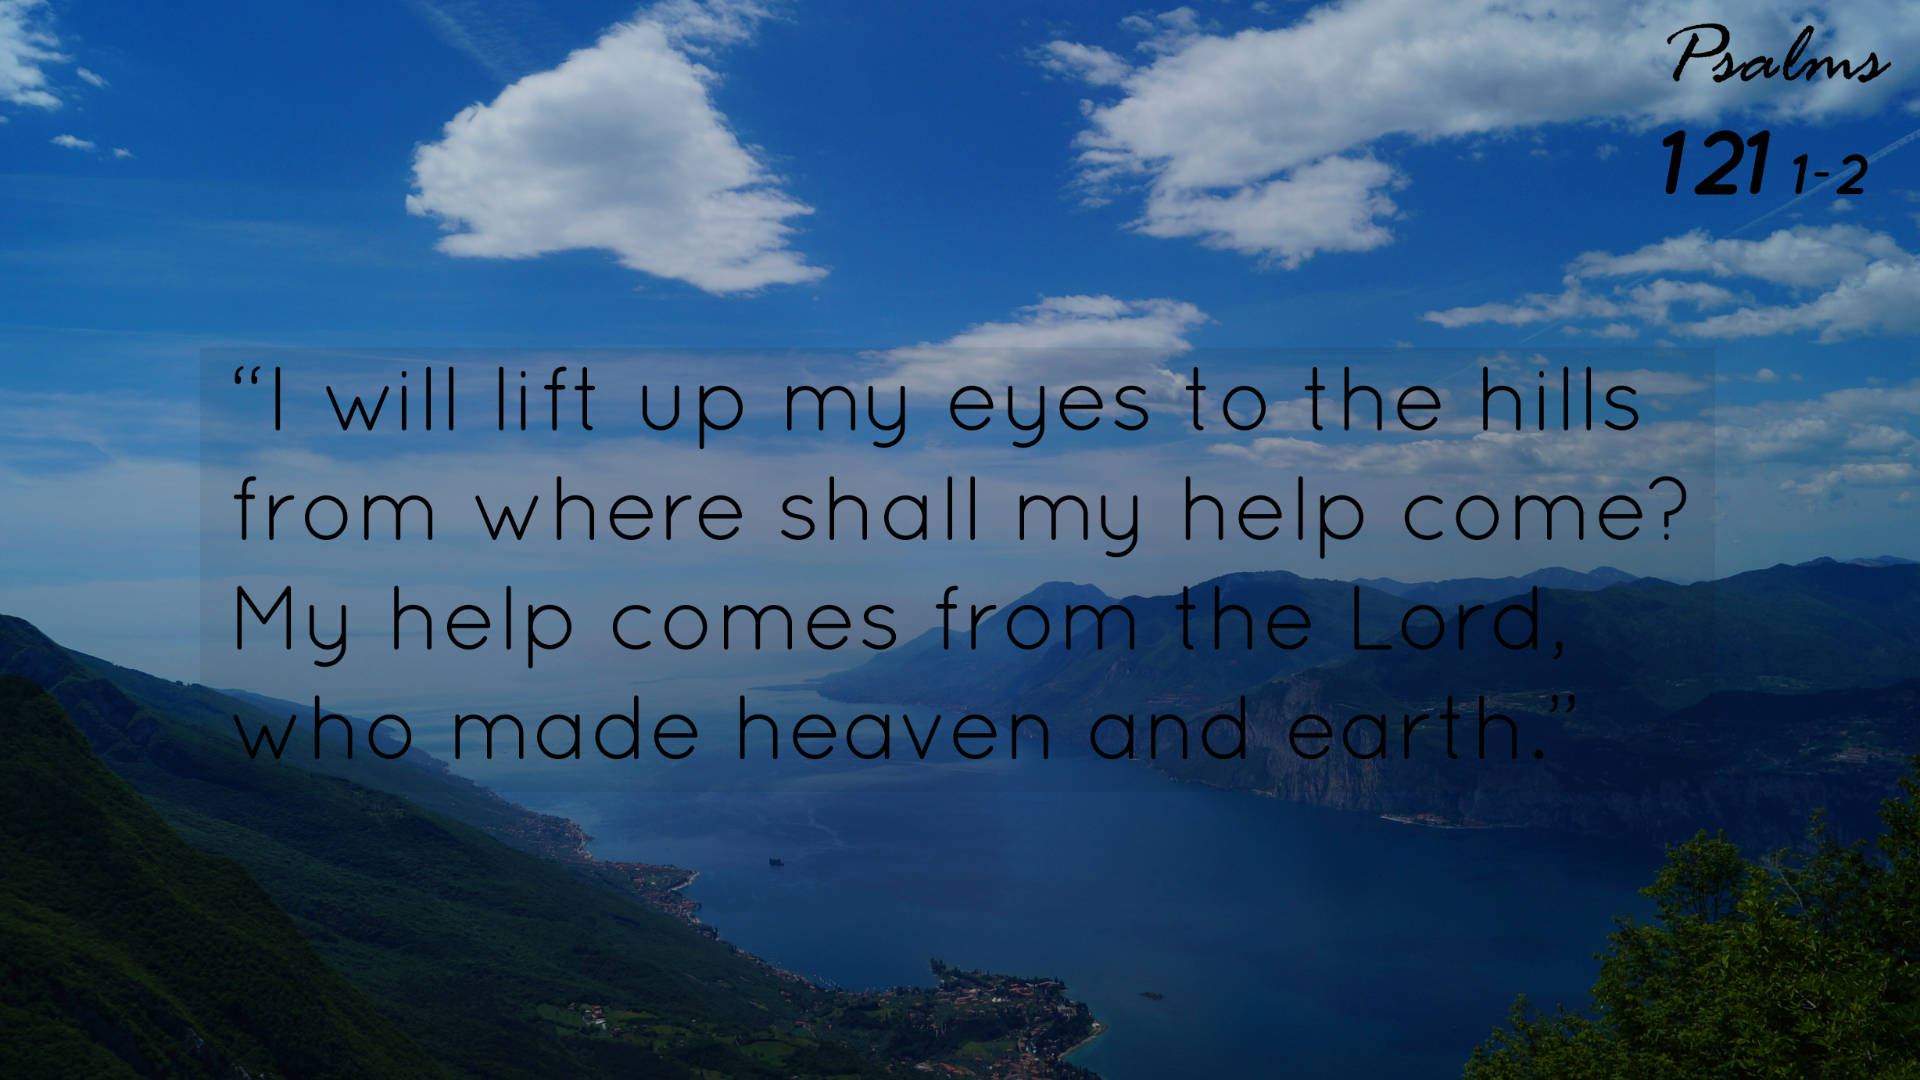 Psalms
121 1-2
“I will lift up my eyes to the hills
from where shall my help come?
My help comes from the Lord,
who made heaven and earth.”